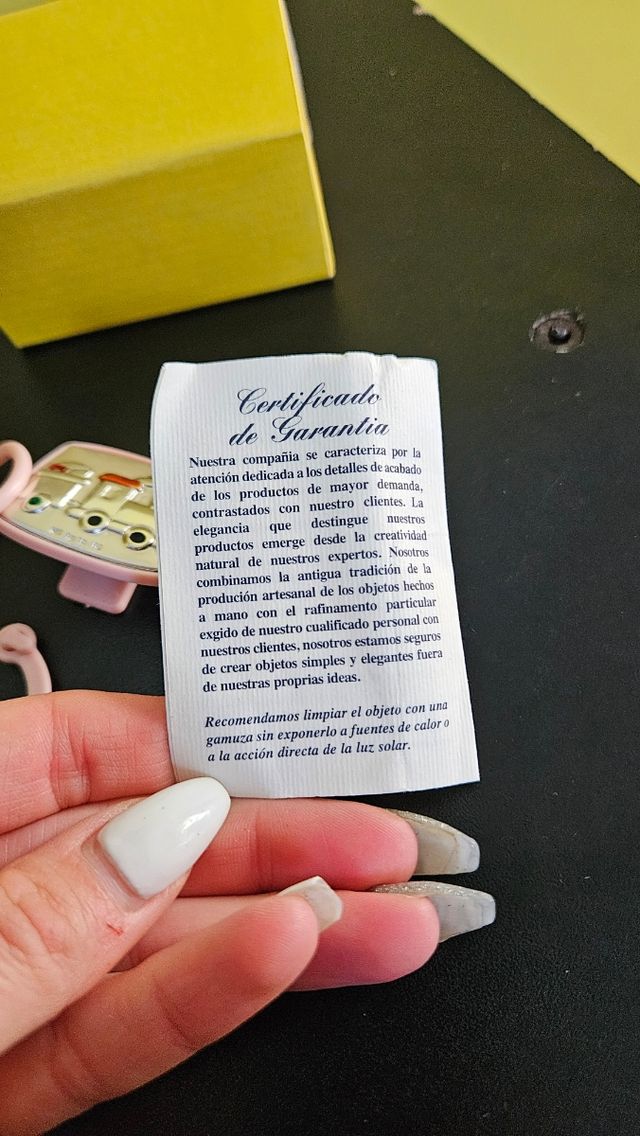 Certificado
de Garantia
Nuestra compañia se caracteriza por la
atención dedicada a los detalles de acabado
de los productos de mayor demanda,
contrastados con nuestro clientes. La
elegancia que destingue nuestros
productos emerge desde la creatividad
natural de nuestros expertos. Nosotros
combinamos la antigua tradición de la
produción artesanal de los objetos hechos
a mano con el rafinamento particular
exgido de nuestro cualificado personal con
nuestros clientes, nosotros estamos seguros
de crear objetos simples y elegantes fuera
de nuestras proprias ideas.
Recomendamos limpiar el objeto con una
gamuza sin exponerlo a fuentes de calor o
a la acción directa de la luz solar.